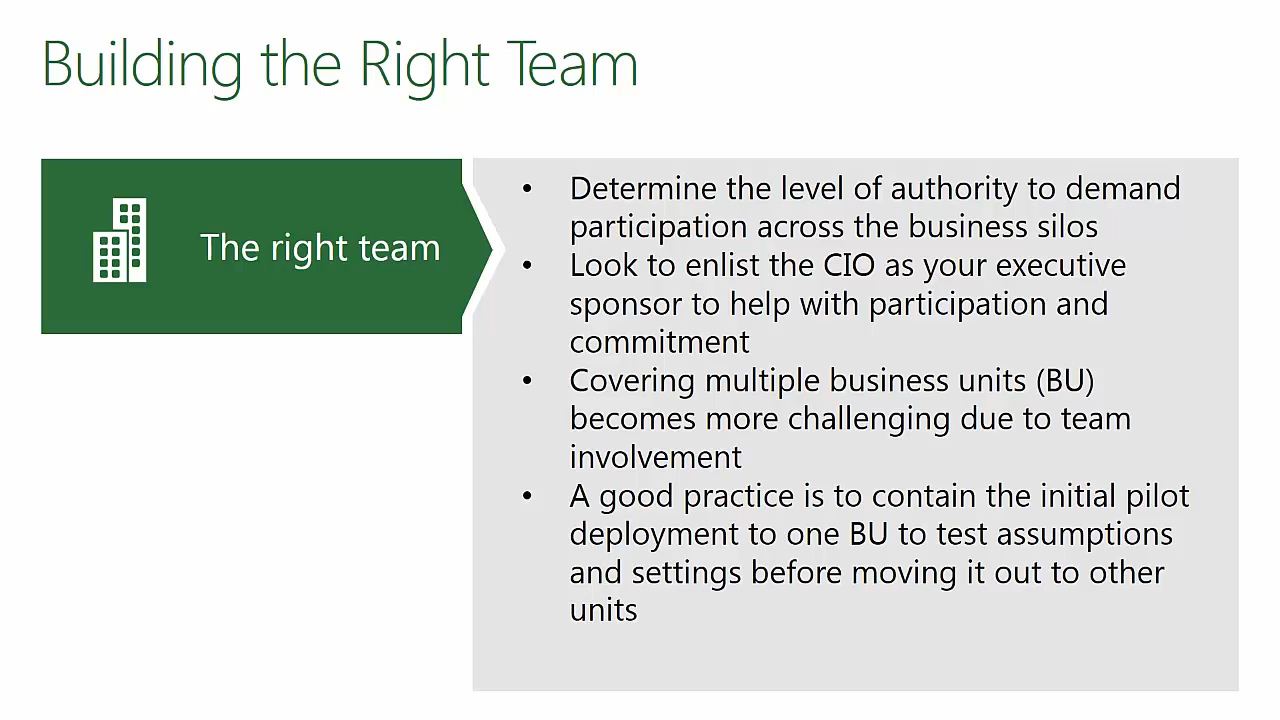 Building the Right Team
The right team
• Determine the level of authority to demand
participation across the business silos
• Look to enlist the CIO as your executive
sponsor to help with participation and
commitment
• Covering multiple business units (BU)
becomes more challenging due to team
involvement
• A good practice is to contain the initial pilot
deployment to one BU to test assumptions
and settings before moving it out to other
units